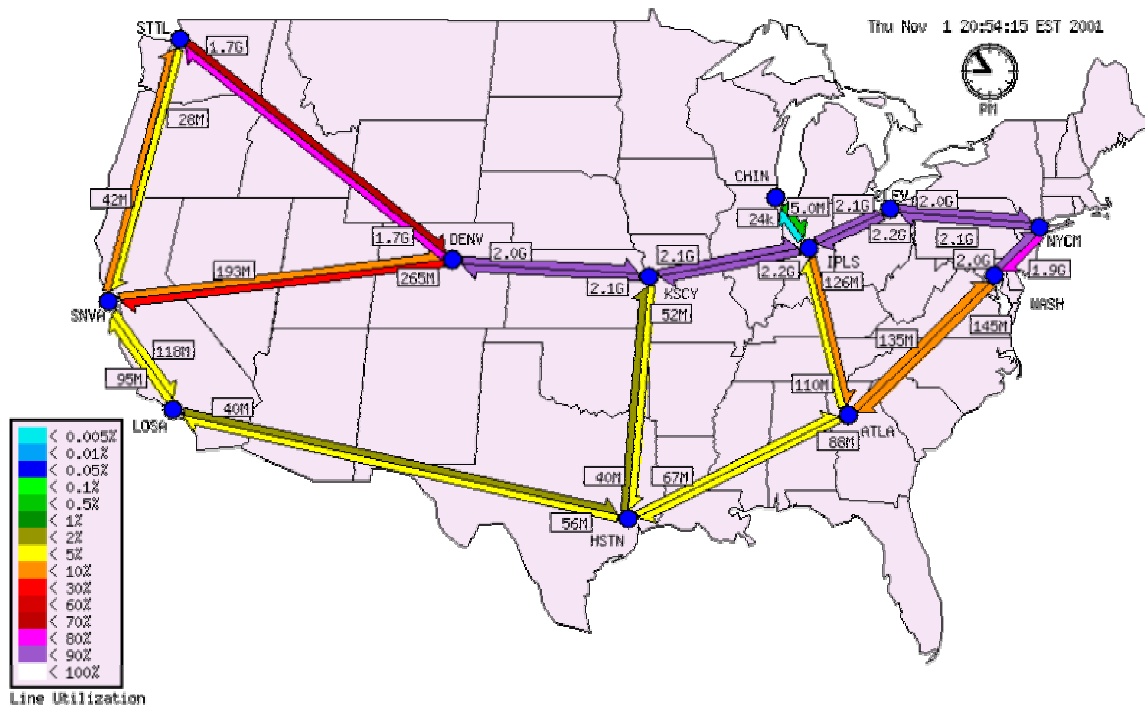 STTL
1.7G
Thu Nov 1 20:54:15 EST 2001
PM
28M
CHIN
42M
5.0M
2.1G
2.0G
24k
1.7G
DENV
2.0G
2.1G
2.2G
2.1G
NYCM
193M
265M
2.1G
KSCY
2.2G
IPLS
126M
2.0G
1.9G
WASH
SNVA
52M
145M
118M
135M
95M
110M
LOSA
40M
ATLA
88M
40M
67M
56M
HSTN
< 0.005%
< 0.01%
< 0.05%
< 0.1%
< 0.5%
< 1%
< 2%
< 5%
< 10%
< 30%
< 60%
< 70%
< 80%
< 90%
< 100%
Line Utilization